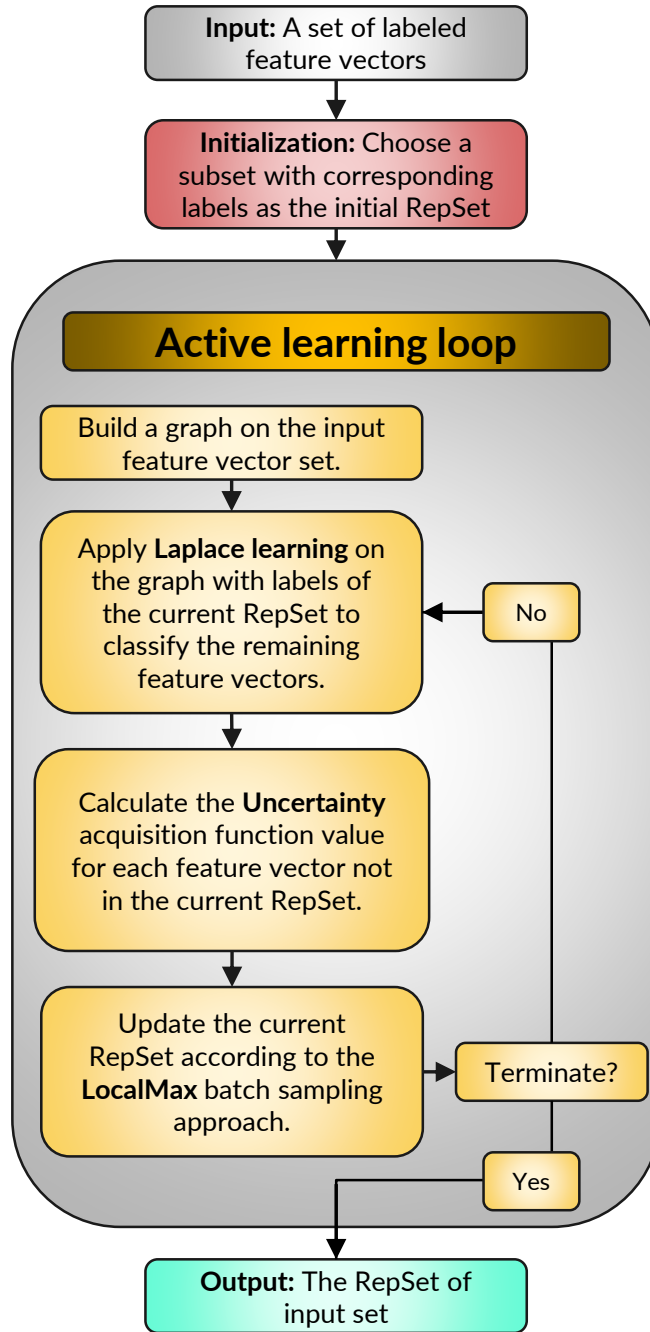 Input: A set of labeled
feature vectors
Initialization: Choose a
subset with corresponding
labels as the initial RepSet
Active learning loop
Build a graph on the input
feature vector set.
Apply Laplace learning on
the graph with labels of
the current RepSet to
classify the remaining
feature vectors.
No
Calculate the Uncertainty
acquisition function value
for each feature vector not
in the current RepSet.
Update the current
RepSet according to the
LocalMax batch sampling
approach.
Terminate?
Yes
Output: The RepSet of
input set